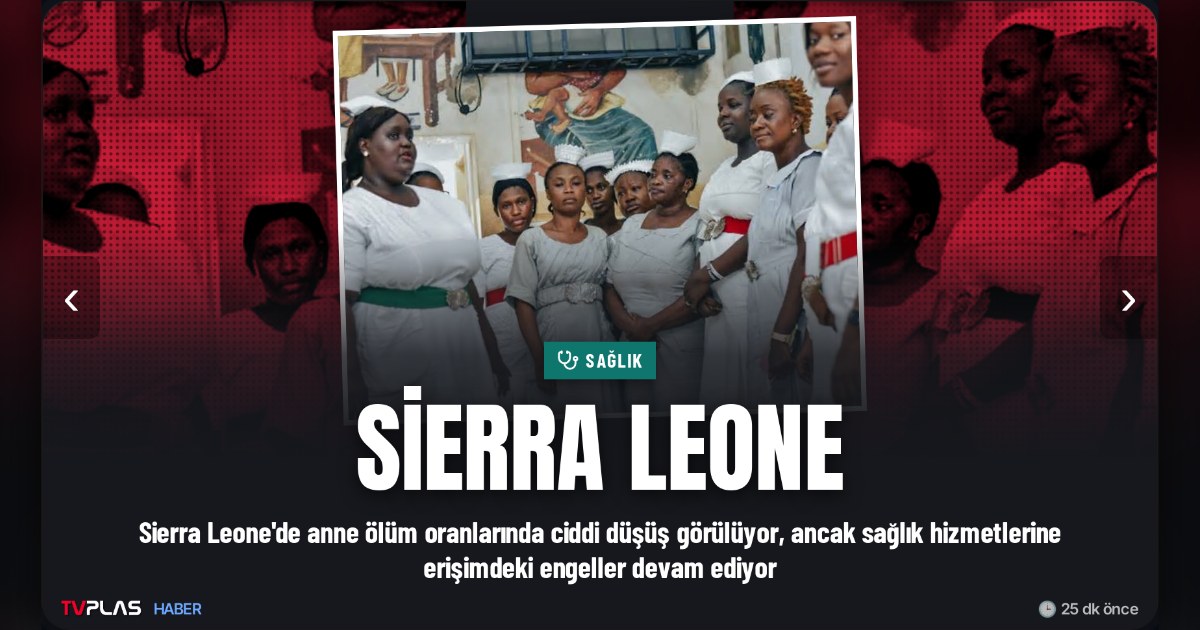 SAĞLIK
SİERRA LEONE
Sierra Leone'de anne ölüm oranlarında ciddi düşüş görülüyor, ancak sağlık hizmetlerine
erişimdeki engeller devam ediyor
TVPLAS HABER
25 dk önce